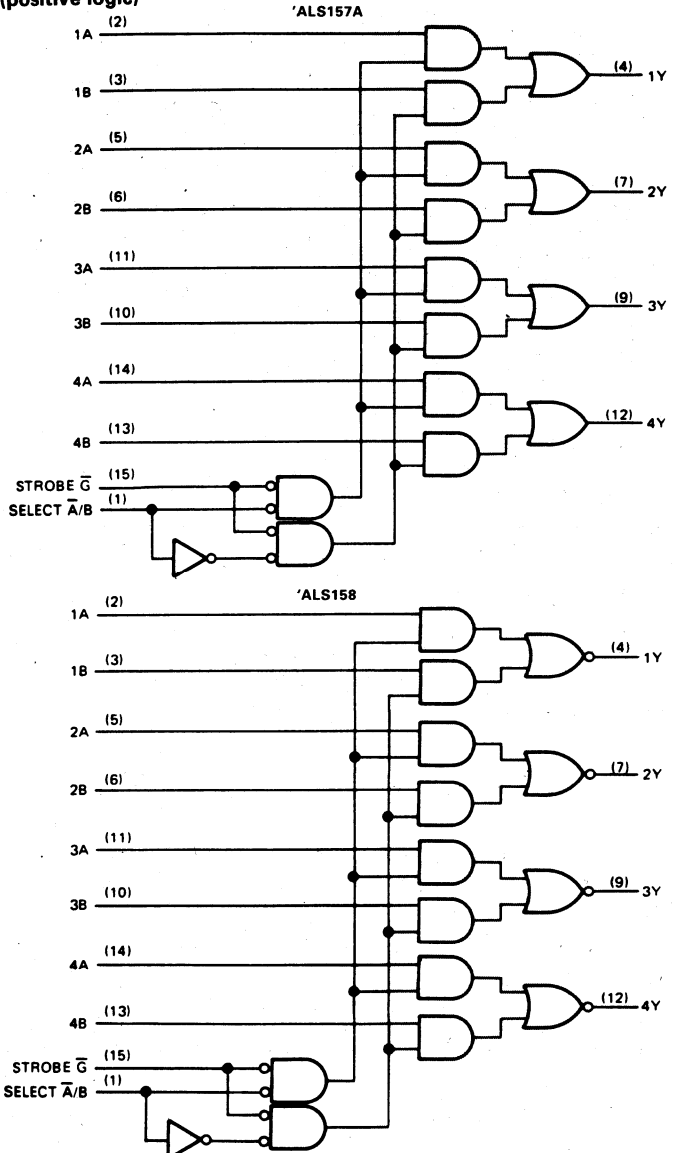 (positive logic)
'ALS157A
1A (2)
(4) 1Y
1B (3)
2A (5)
(7) 2Y
2B (6)
3A (11)
(9) 3Y
3B (10)
4A (14)
(12) 4Y
4B (13)
STROBE G̅ (15)
SELECT A̅/B (1)
'ALS158
1A (2)
(4) 1Y
1B (3)
2A (5)
(7) 2Y
2B (6)
3A (11)
(9) 3Y
3B (10)
4A (14)
(12) 4Y
4B (13)
STROBE G̅ (15)
SELECT A̅/B (1)